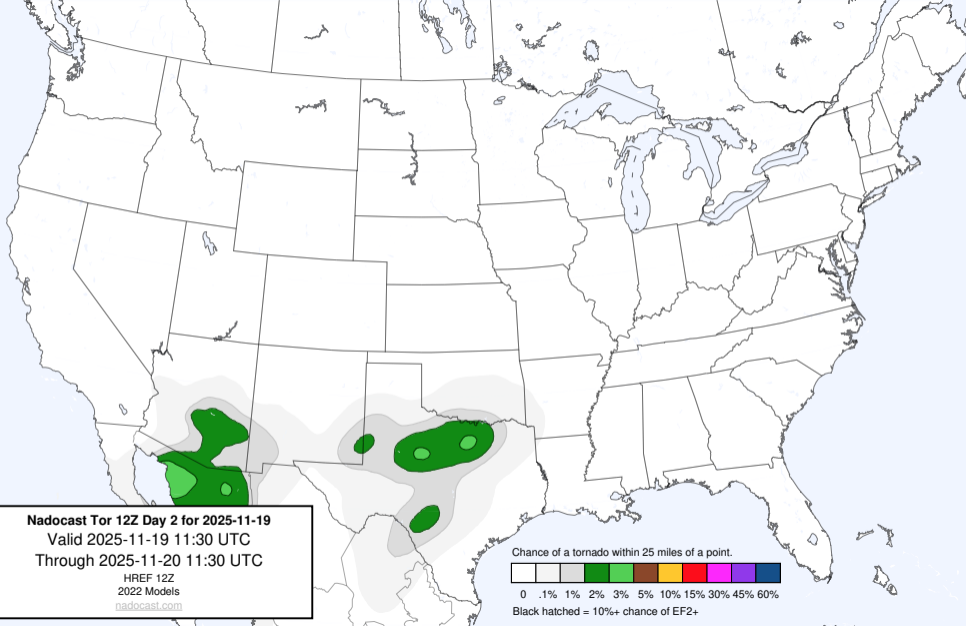 Nadocast Tor 12Z Day 2 for 2025-11-19
Valid 2025-11-19 11:30 UTC
Through 2025-11-20 11:30 UTC
HREF 12Z
2022 Models
nadocast.com
Chance of a tornado within 25 miles of a point.
0 .1% 1% 2% 3% 5% 10% 15% 30% 45% 60%
Black hatched = 10%+ chance of EF2+